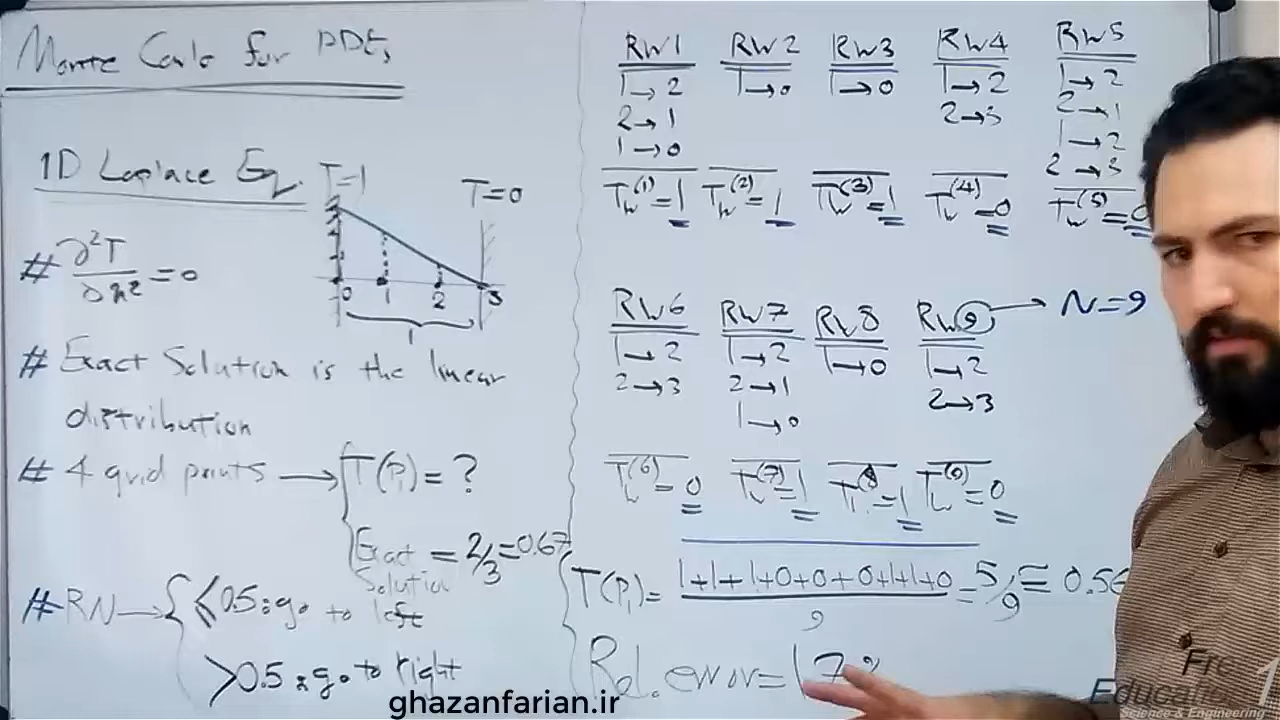 Monte Carlo for PDEs
1D Laplace Eq.
T=1
T=0
0 1 2 3
1
# ∂²T/∂x² = 0
# Exact Solution is the linear
distribution
# 4 grid points → T(P₁) = ?
Exact Solution = 2/3 = 0.67
# RN → { ≤0.5 : go to left
>0.5 : go to right
RW1 RW2 RW3 RW4 RW5
1→2 1→0 1→0 1→2 1→2
2→1 2→3 2→1
1→0 1→2
2→3
Tw⁽¹⁾=1 Tw⁽²⁾=1 Tw⁽³⁾=1 Tw⁽⁴⁾=0 Tw⁽⁵⁾=0
RW6 RW7 RW8 RW9 → N=9
1→2 1→2 1→0 1→2
2→3 2→1 2→3
1→0
Tw⁽⁶⁾=0 Tw⁽⁷⁾=1 T⁽⁸⁾=1 Tw⁽⁹⁾=0
T(P₁) = (1+1+1+0+0+0+1+1+0)/9 = 5/9 ≅ 0.56
Rel. error = 17%
ghazanfarian.ir
Science & Engineering
Fre
Education
Science & Engineering